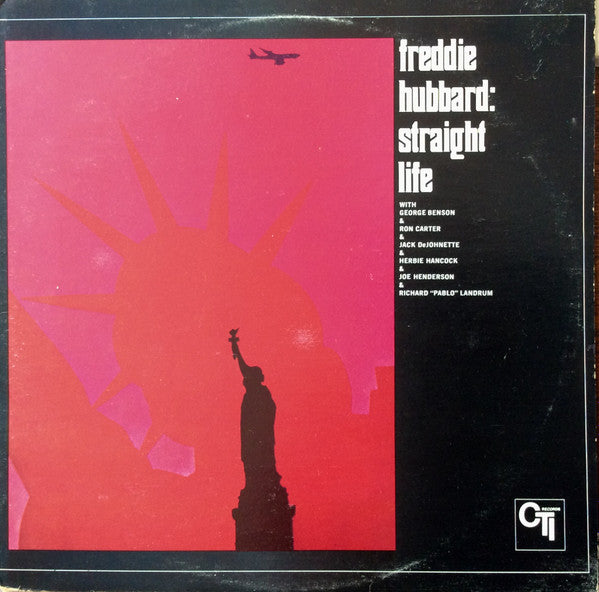 freddie
hubbard:
straight
life
WITH
GEORGE BENSON
&
RON CARTER
&
JACK DeJOHNETTE
&
HERBIE HANCOCK
&
JOE HENDERSON
&
RICHARD "PABLO" LANDRUM
CTI RECORDS